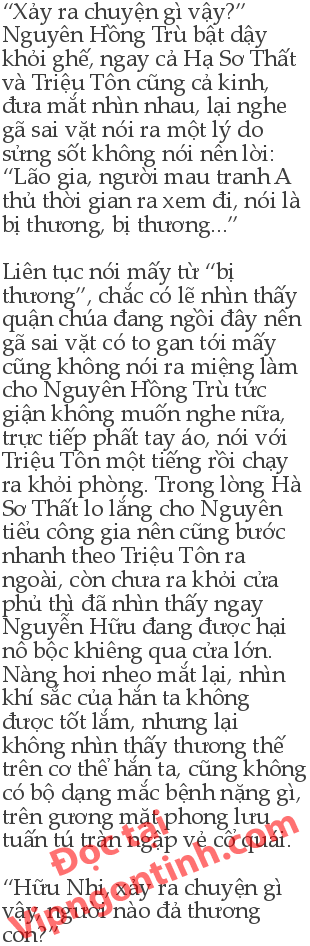 “Xảy ra chuyện gì vậy?”
Nguyên Hồng Trù bật dậy
khỏi ghế, ngay cả Hạ Sơ Thất
và Triệu Tôn cũng cả kinh,
đưa mắt nhìn nhau, lại nghe
gã sai vặt nói ra một lý do
sửng sốt không nói nên lời:
“Lão gia, người mau tranh A
thủ thời gian ra xem đi, nói là
bị thương, bị thương...”
Liên tục nói mấy từ “bị
thương”, chắc có lẽ nhìn thấy
quận chúa đang ngồi đây nên
gã sai vặt có to gan tới mấy
cũng không nói ra miệng làm
cho Nguyên Hồng Trù tức
giận không muốn nghe nữa,
trực tiếp phất tay áo, nói với
Triệu Tôn một tiếng rồi chạy
ra khỏi phòng. Trong lòng Hà
Sơ Thất lo lắng cho Nguyên
tiểu công gia nên cũng bước
nhanh theo Triệu Tôn ra
ngoài, còn chưa ra khỏi cửa
phủ thì đã nhìn thấy ngay
Nguyễn Hữu đang được hại
nô bộc khiêng qua cửa lớn.
Nàng hơi nheo mắt lại, nhìn
khí sắc của hắn ta không
được tốt lắm, nhưng lại
không nhìn thấy thương thế
trên cơ thể hắn ta, cũng không
có bộ dạng mắc bệnh nặng gì,
trên gương mặt phong lưu
tuấn tú tràn ngập vẻ cổ quái.
“Hữu Nhi, xảy ra chuyện gì
vậy, người nào đả thương
con?”
Đọc tại
Vipngontinh.com